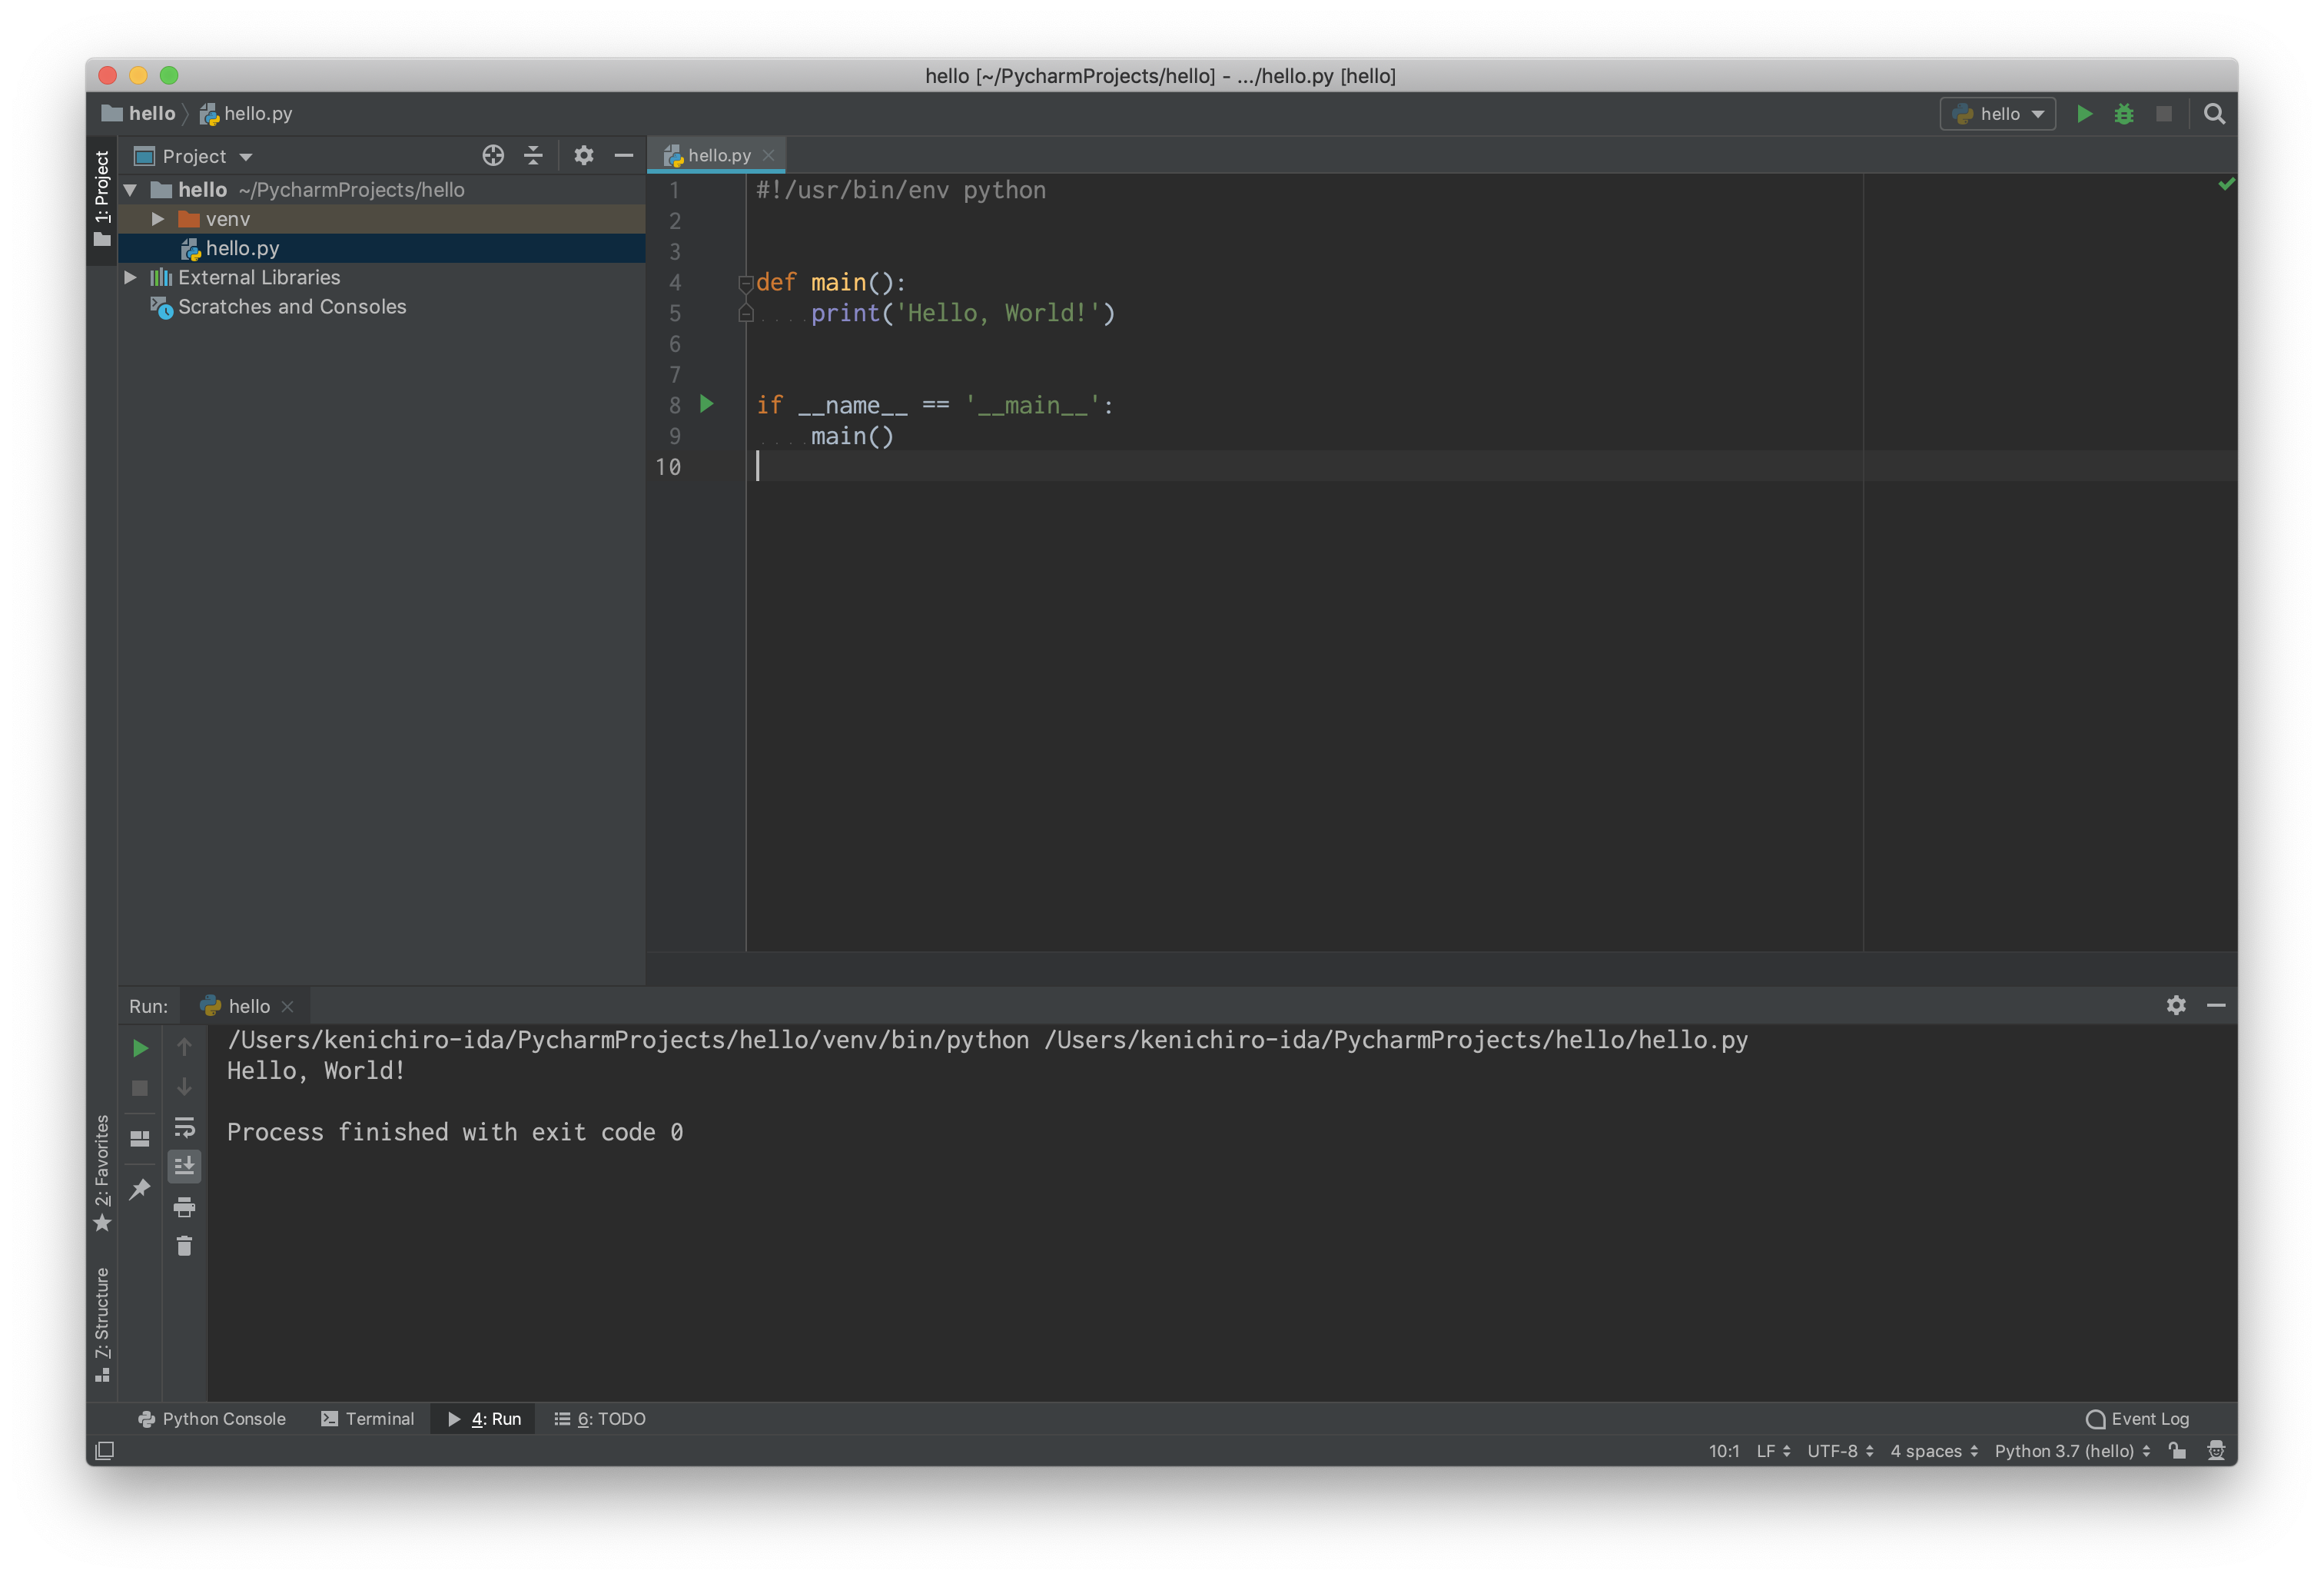 hello [~/PycharmProjects/hello] - .../hello.py [hello]
hello hello.py
hello
1: Project
Project
hello ~/PycharmProjects/hello
venv
hello.py
External Libraries
Scratches and Consoles
hello.py
1 #!/usr/bin/env python
2
3
4 def main():
5     print('Hello, World!')
6
7
8 if __name__ == '__main__':
9     main()
10
Run: hello
/Users/kenichiro-ida/PycharmProjects/hello/venv/bin/python /Users/kenichiro-ida/PycharmProjects/hello/hello.py
Hello, World!
Process finished with exit code 0
2: Favorites
7: Structure
Python Console Terminal 4: Run 6: TODO Event Log
10:1 LF UTF-8 4 spaces Python 3.7 (hello)